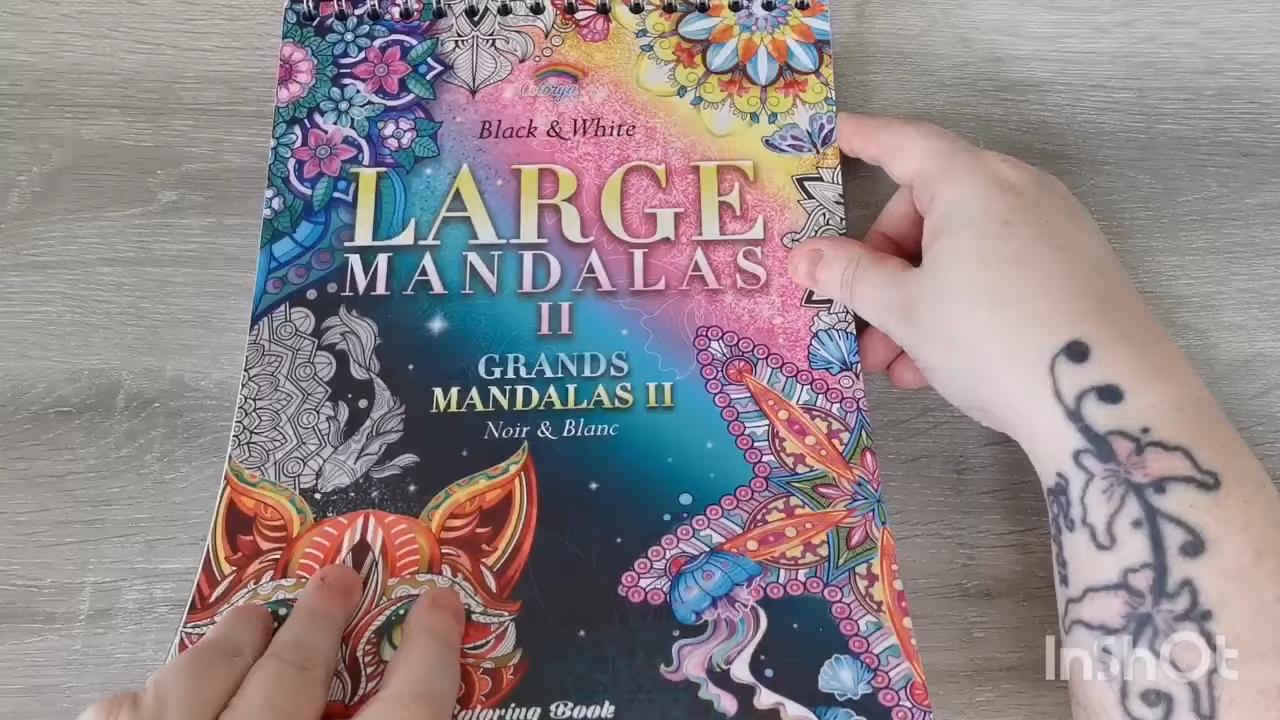 Colorya
Black & White
LARGE
MANDALAS
II
GRANDS
MANDALAS II
Noir & Blanc
Coloring Book
InShOt